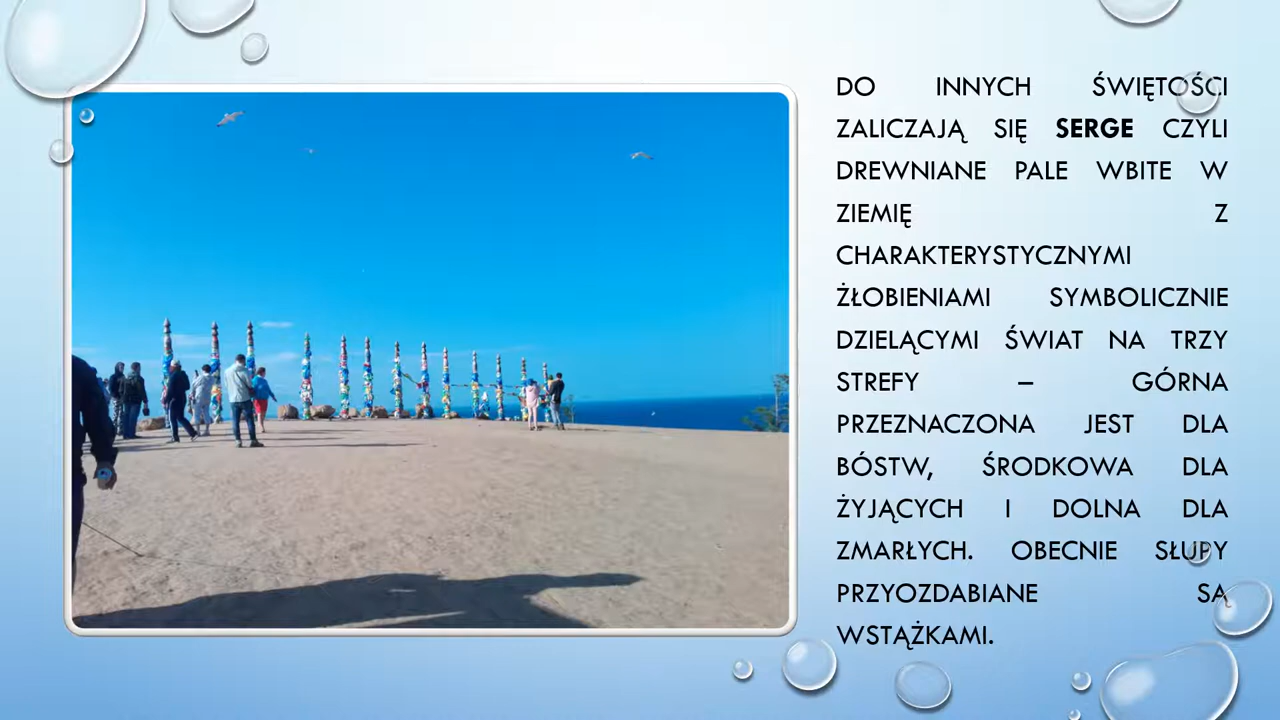 DO INNYCH ŚWIĘTOŚCI
ZALICZAJĄ SIĘ SERGE CZYLI
DREWNIANE PALE WBITE W
ZIEMIĘ Z
CHARAKTERYSTYCZNYMI
ŻŁOBIENIAMI SYMBOLICZNIE
DZIELĄCYMI ŚWIAT NA TRZY
STREFY – GÓRNA
PRZEZNACZONA JEST DLA
BÓSTW, ŚRODKOWA DLA
ŻYJĄCYCH I DOLNA DLA
ZMARŁYCH. OBECNIE SŁUPY
PRZYOZDABIANE SĄ
WSTĄŻKAMI.